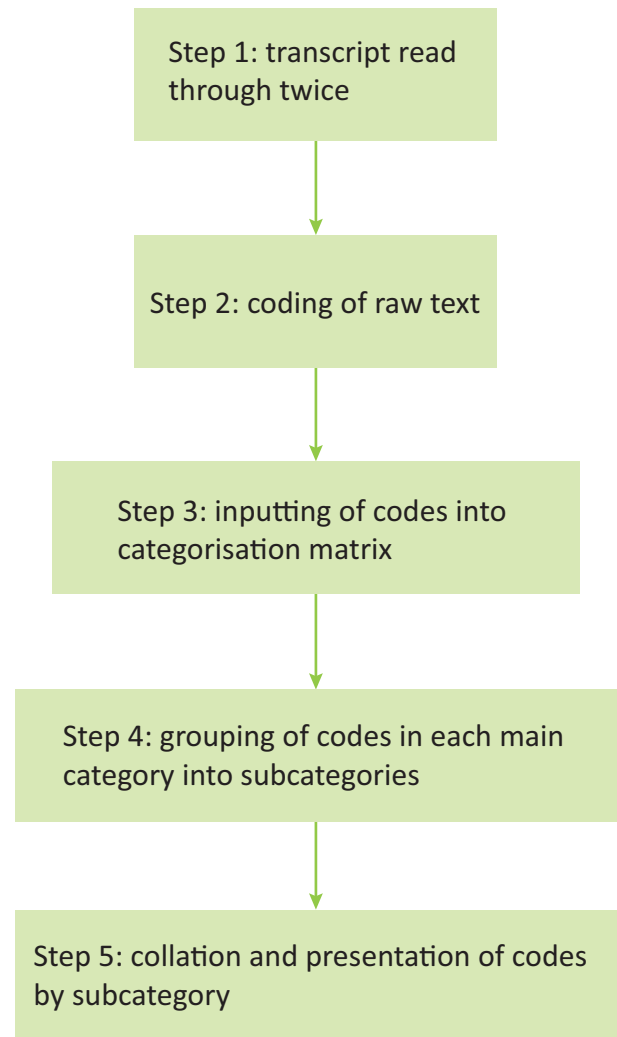 Step 1: transcript read
through twice
Step 2: coding of raw text
Step 3: inputting of codes into
categorisation matrix
Step 4: grouping of codes in each main
category into subcategories
Step 5: collation and presentation of codes
by subcategory